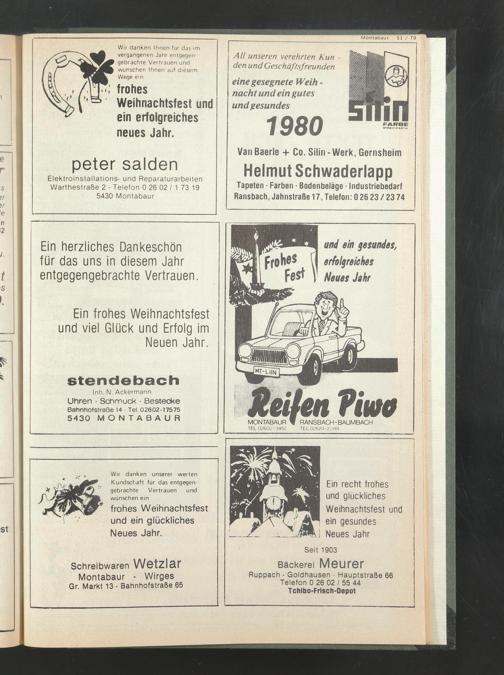 Montabaur 51 / 79
Wir danken Ihnen für das im
vergangenen Jahr entgegen-
gebrachte Vertrauen und
wünschen Ihnen auf diesem
Wege ein
frohes
Weihnachtsfest und
ein erfolgreiches
neues Jahr.
peter salden
Elektroinstallations- und Reparaturarbeiten
Warthestraße 2 - Telefon 0 26 02 / 1 73 19
5430 Montabaur
All unseren verehrten Kun-
den und Geschäftsfreunden
eine gesegnete Weih-
nacht und ein gutes
und gesundes
1980
silin
FARBE
Van Baerle + Co. Silin - Werk, Gernsheim
Helmut Schwaderlapp
Tapeten · Farben · Bodenbeläge · Industriebedarf
Ransbach, Jahnstraße 17, Telefon: 0 26 23 / 23 74
Ein herzliches Dankeschön
für das uns in diesem Jahr
entgegengebrachte Vertrauen.
Ein frohes Weihnachtsfest
und viel Glück und Erfolg im
Neuen Jahr.
stendebach
Inh. N. Ackermann
Uhren - Schmuck - Bestecke
Bahnhofstraße 14 · Tel. 02602-17575
5430 MONTABAUR
Frohes
Fest
und ein gesundes,
erfolgreiches
Neues Jahr
MT-LIIN
Reifen Piwo
MONTABAUR RANSBACH-BAUMBACH
Wir danken unserer werten
Kundschaft für das entgegen-
gebrachte Vertrauen und
wünschen ein
frohes Weihnachtsfest
und ein glückliches
Neues Jahr.
Schreibwaren Wetzlar
Montabaur - Wirges
Gr. Markt 13 - Bahnhofstraße 65
Ein recht frohes
und glückliches
Weihnachtsfest und
ein gesundes
Neues Jahr
Seit 1903
Bäckerei Meurer
Ruppach - Goldhausen - Hauptstraße 66
Telefon 0 26 02 / 55 44
Tchibo-Frisch-Depot